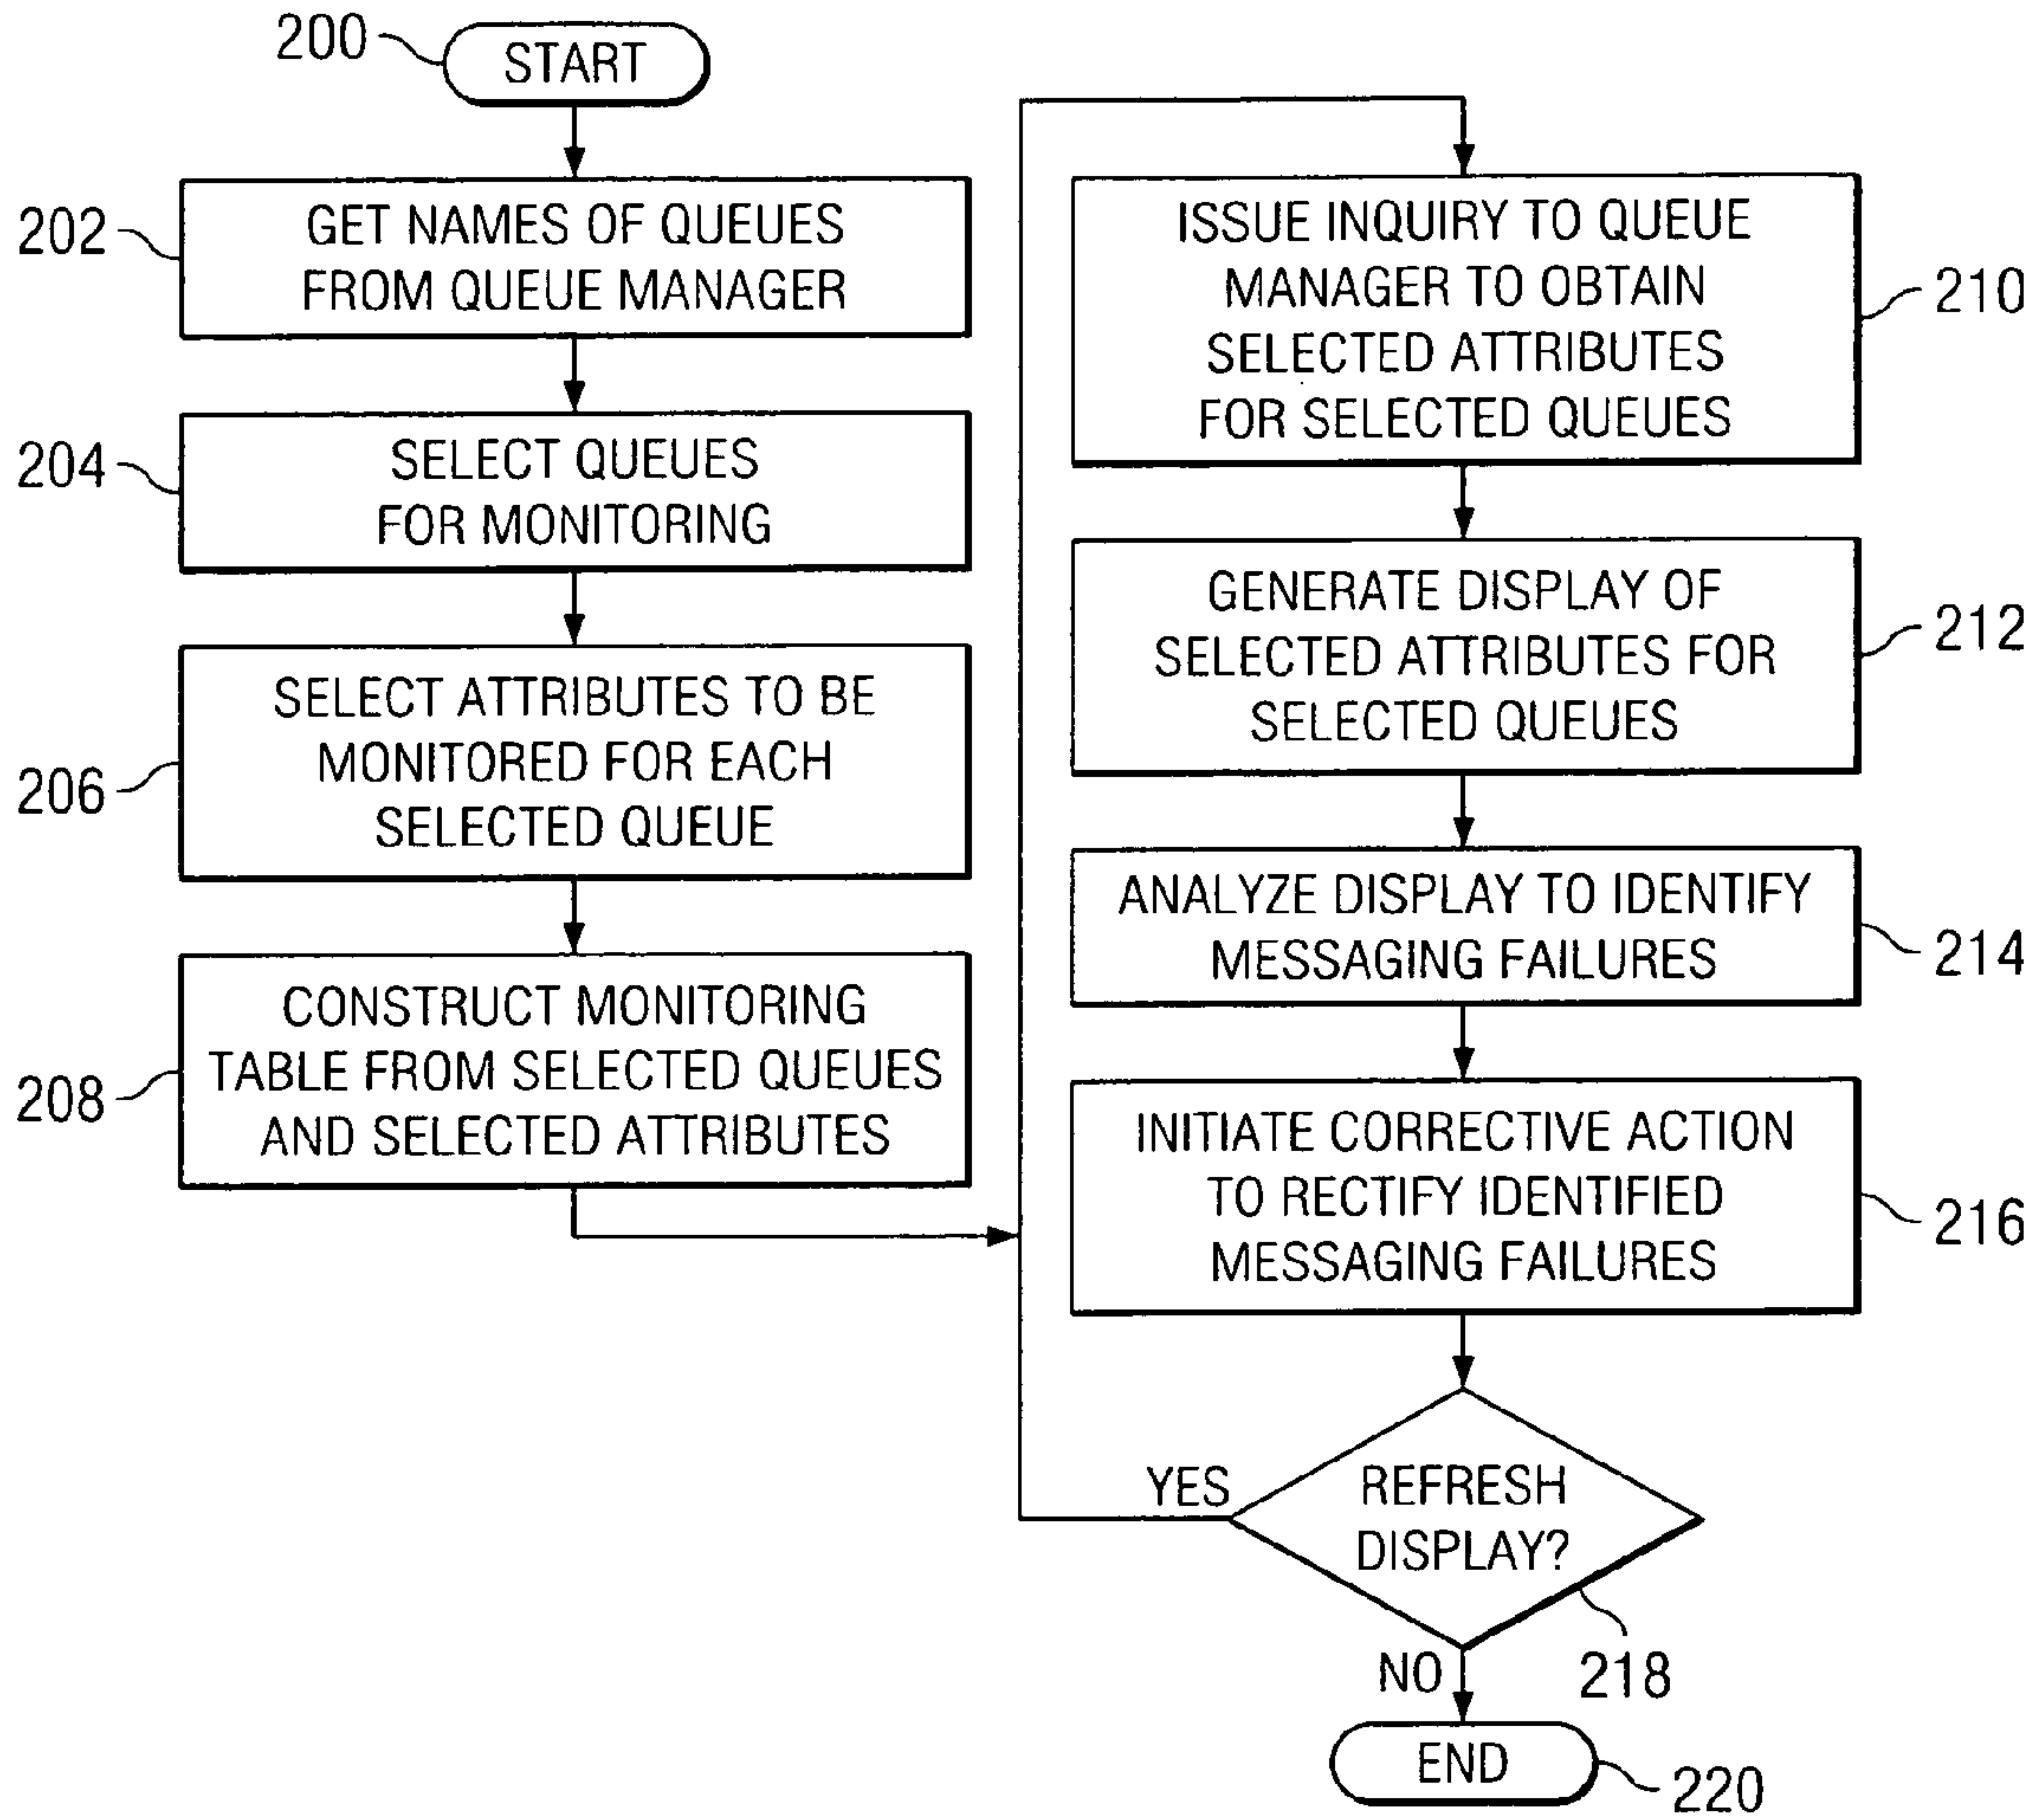 200
START
202
GET NAMES OF QUEUES
FROM QUEUE MANAGER
204
SELECT QUEUES
FOR MONITORING
206
SELECT ATTRIBUTES TO BE
MONITORED FOR EACH
SELECTED QUEUE
208
CONSTRUCT MONITORING
TABLE FROM SELECTED QUEUES
AND SELECTED ATTRIBUTES
ISSUE INQUIRY TO QUEUE
MANAGER TO OBTAIN
SELECTED ATTRIBUTES
FOR SELECTED QUEUES
210
GENERATE DISPLAY OF
SELECTED ATTRIBUTES FOR
SELECTED QUEUES
212
ANALYZE DISPLAY TO IDENTIFY
MESSAGING FAILURES
214
INITIATE CORRECTIVE ACTION
TO RECTIFY IDENTIFIED
MESSAGING FAILURES
216
YES
REFRESH
DISPLAY?
218
NO
END
220